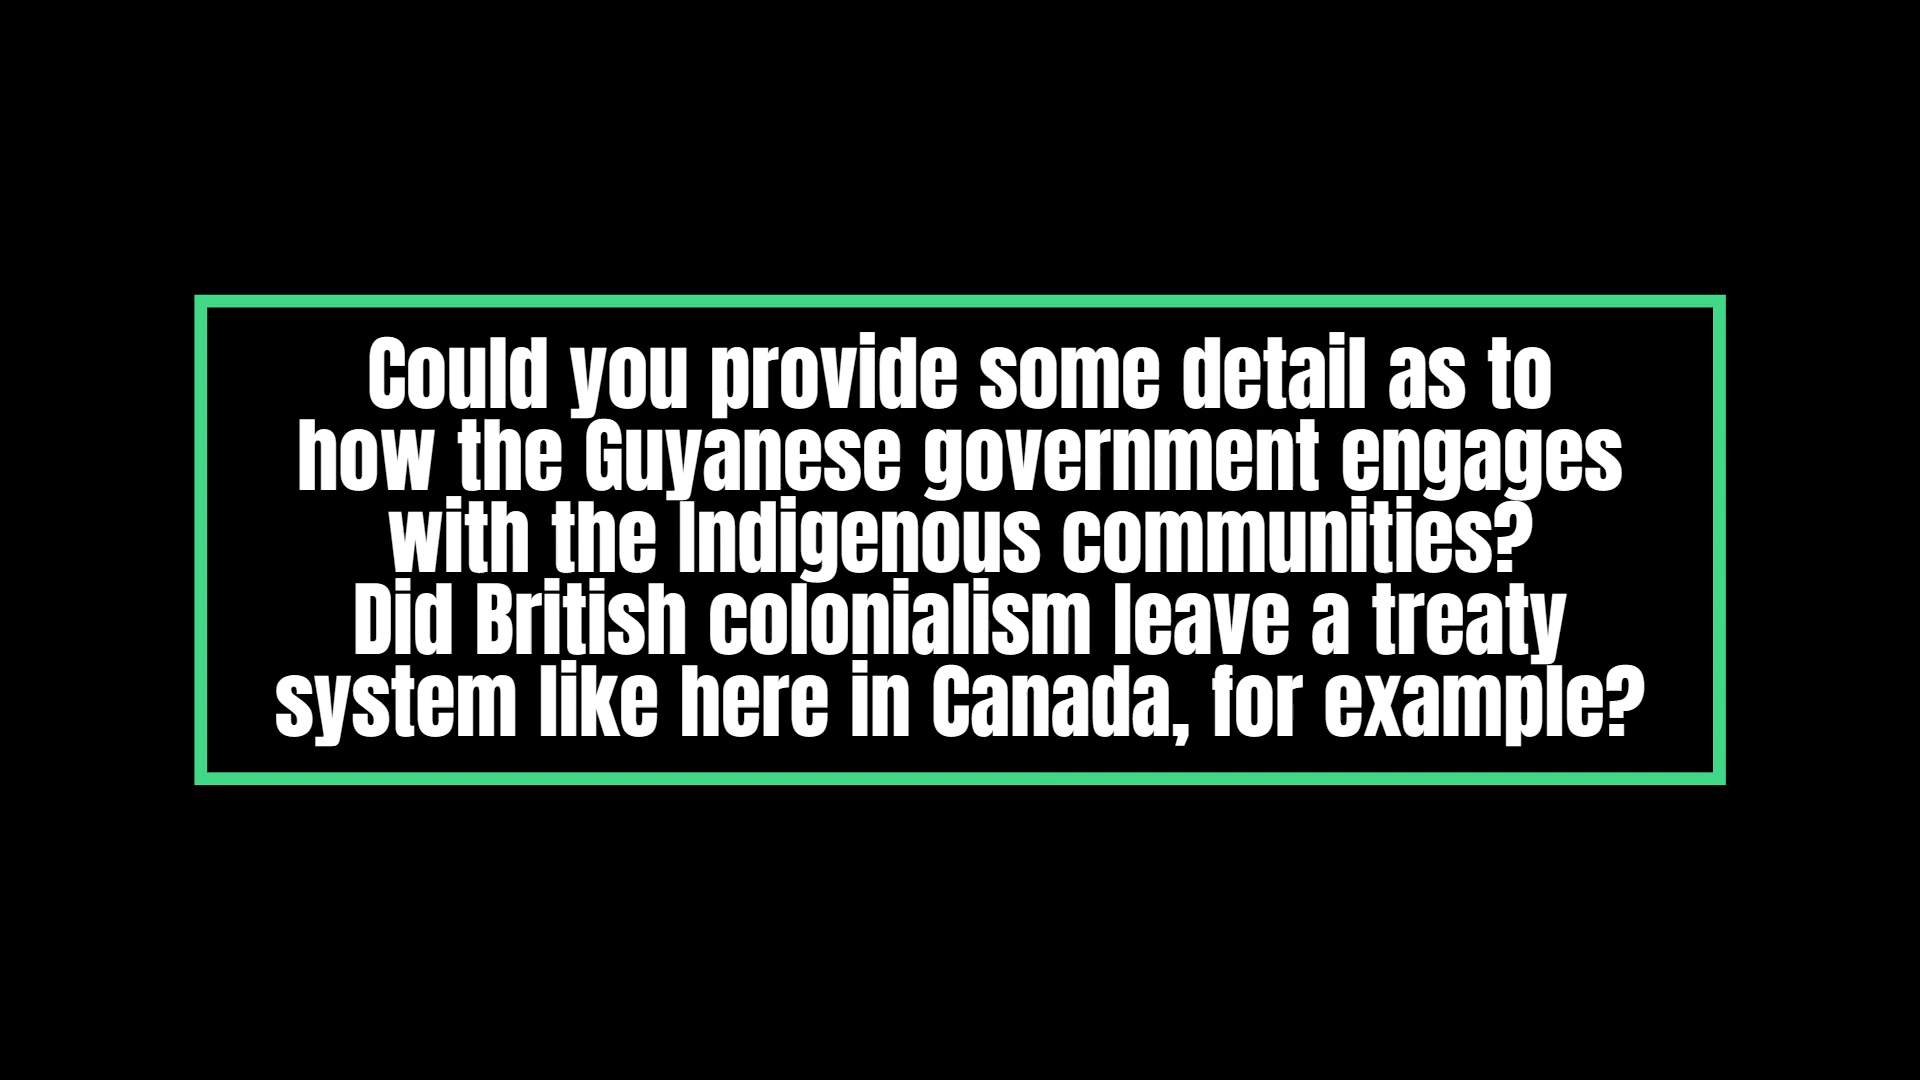 Could you provide some detail as to
how the Guyanese government engages
with the Indigenous communities?
Did British colonialism leave a treaty
system like here in Canada, for example?